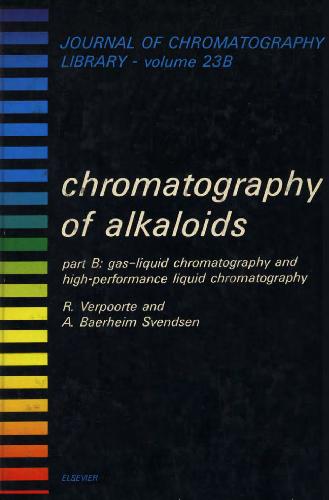 JOURNAL OF CHROMATOGRAPHY
LIBRARY - volume 23B
chromatography
of alkaloids
part B: gas-liquid chromatography and
high-performance liquid chromatography
R. Verpoorte and
A. Baerheim Svendsen
ELSEVIER